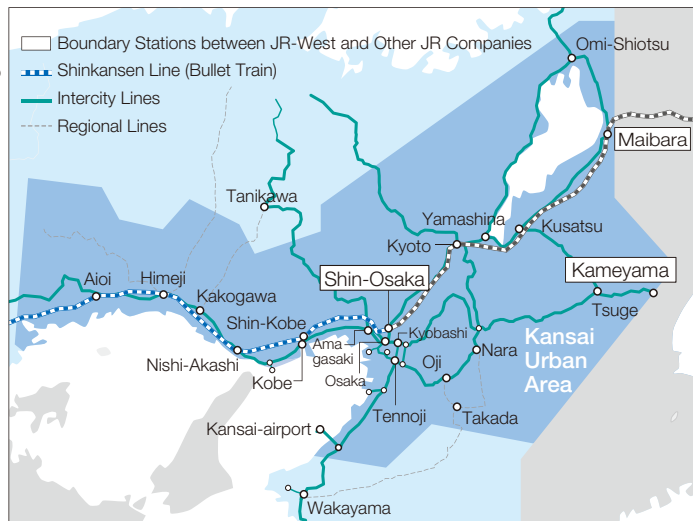 Boundary Stations between JR-West and Other JR Companies
Shinkansen Line (Bullet Train)
Intercity Lines
Regional Lines
Omi-Shiotsu
Maibara
Tanikawa
Yamashina
Kusatsu
Kyoto
Shin-Osaka
Kameyama
Tsuge
Aioi
Himeji
Kakogawa
Shin-Kobe
Ama
gasaki
Kyobashi
Nishi-Akashi
Kobe
Osaka
Oji
Nara
Kansai
Urban
Area
Tennoji
Takada
Kansai-airport
Wakayama